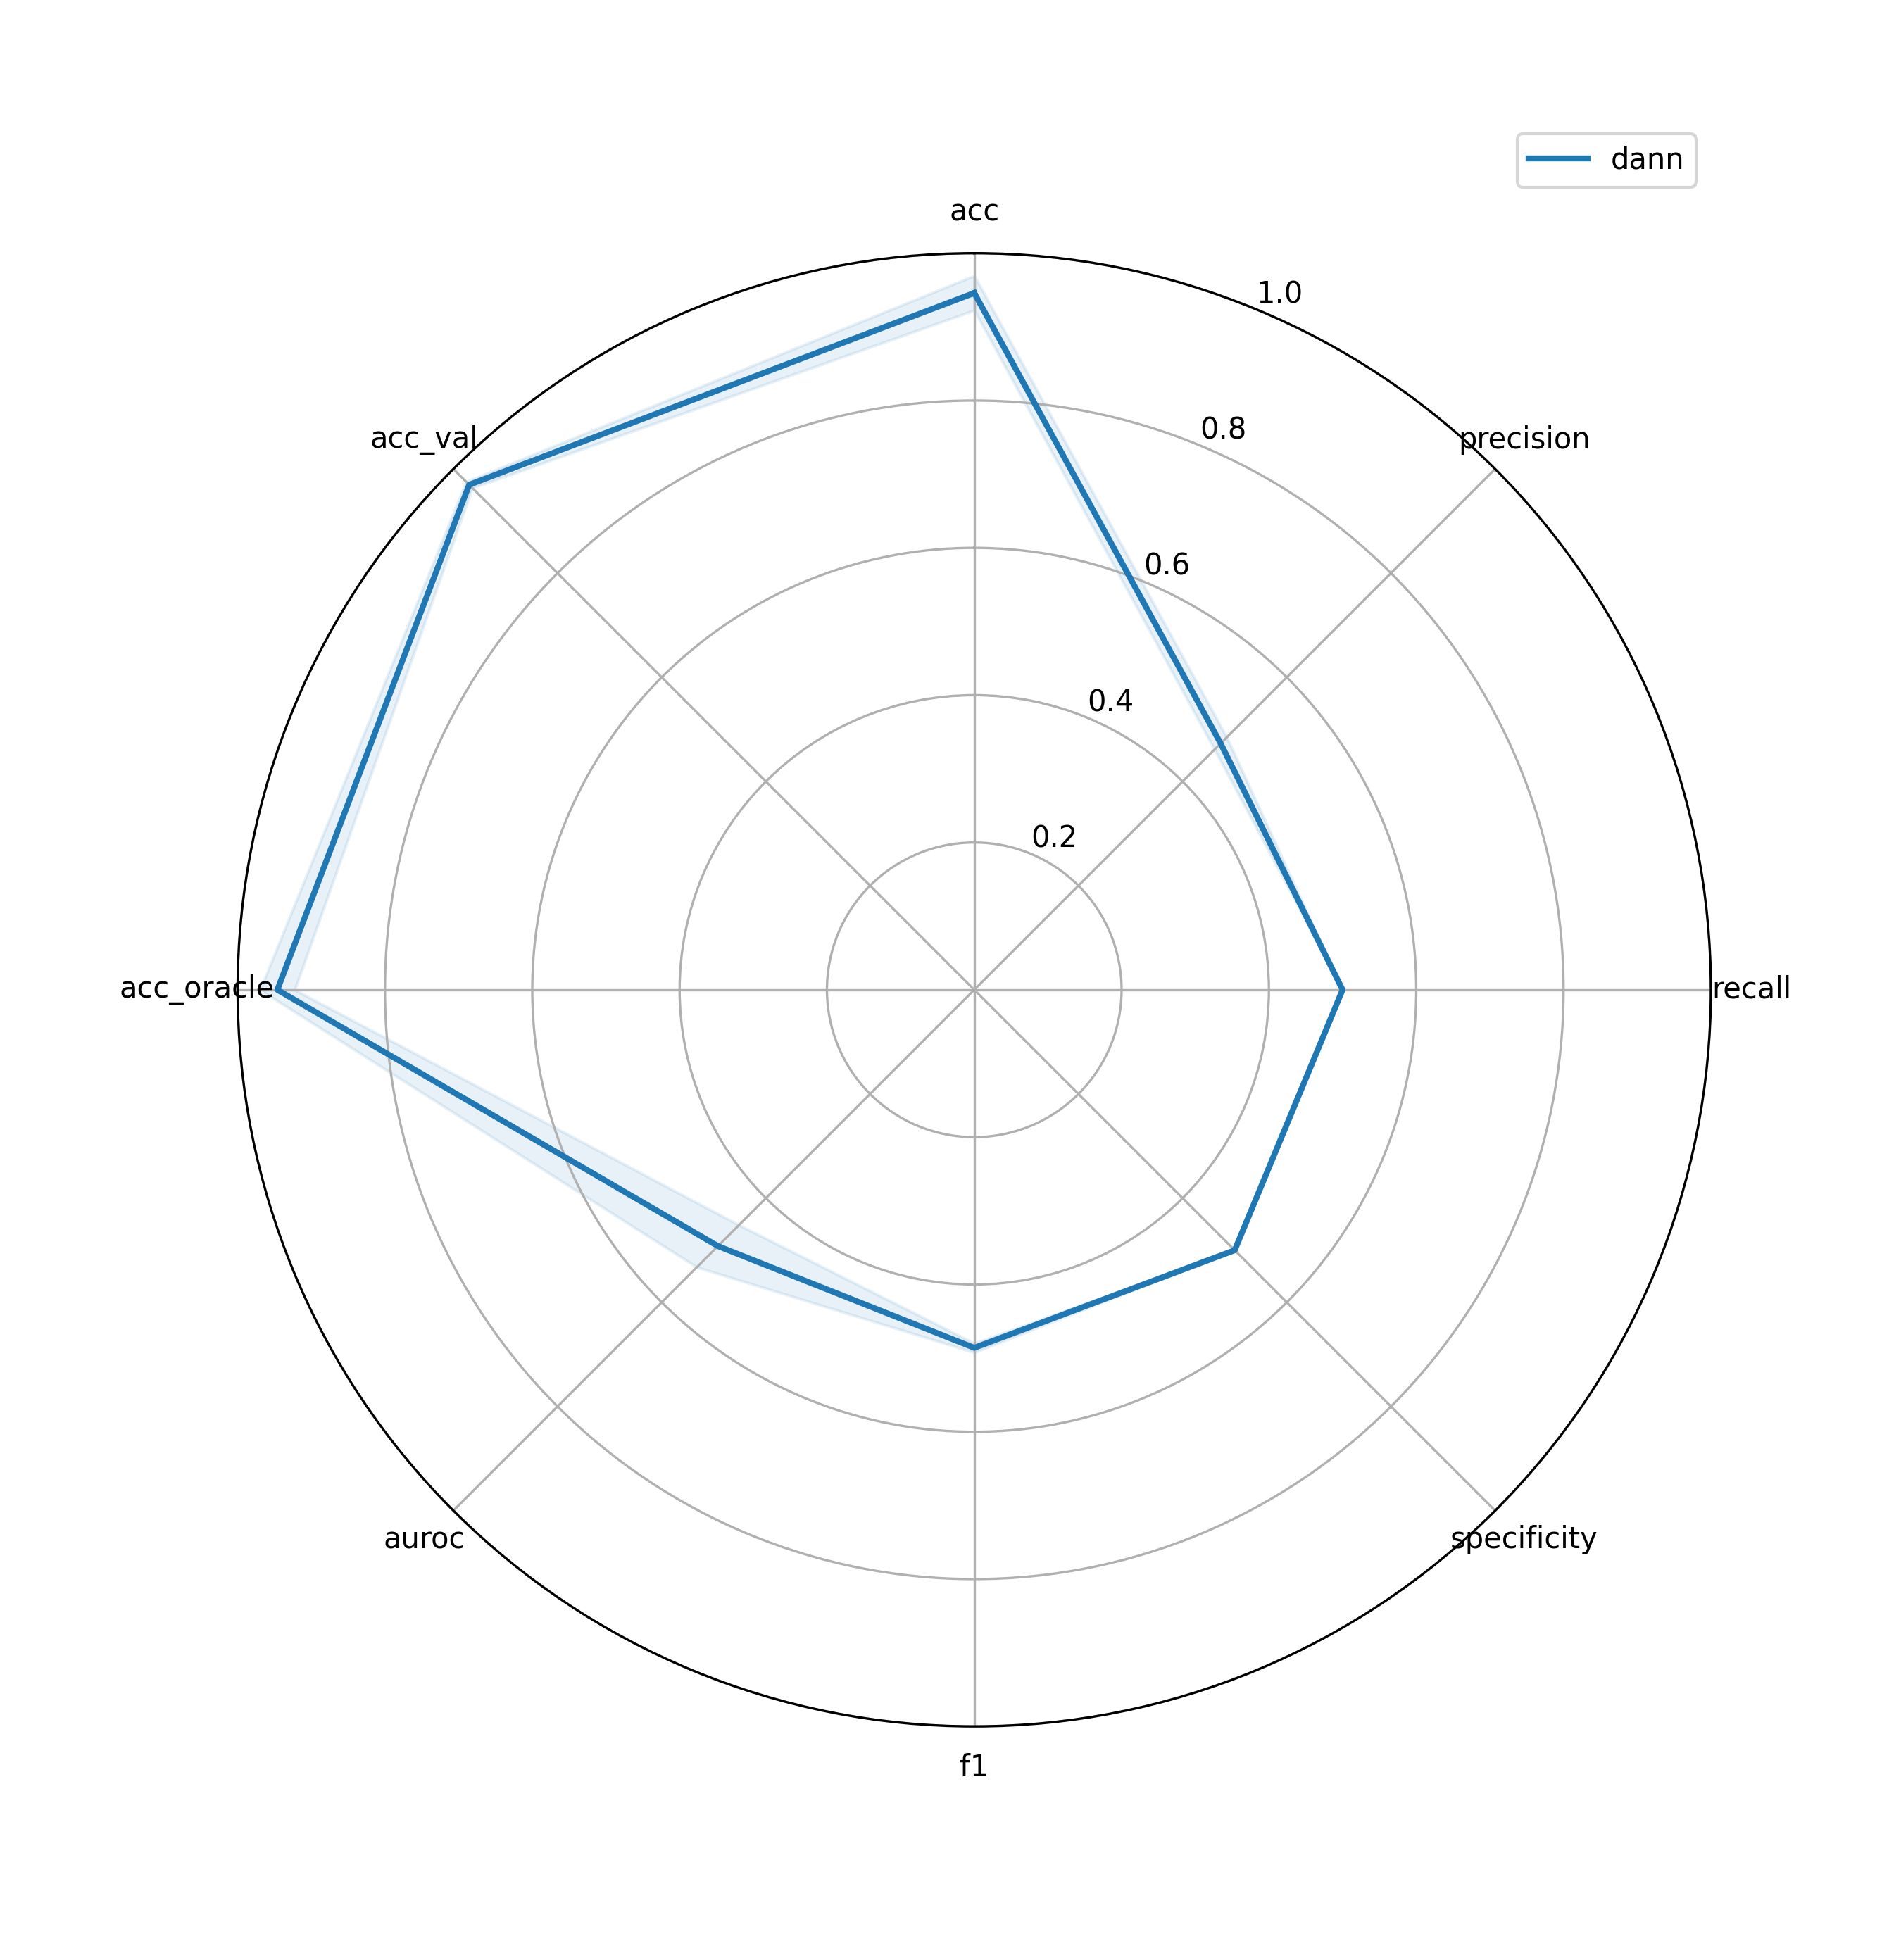 dann
acc
1.0
0.8
precision
acc_val
0.6
0.4
0.2
acc_oracle
recall
auroc
specificity
f1